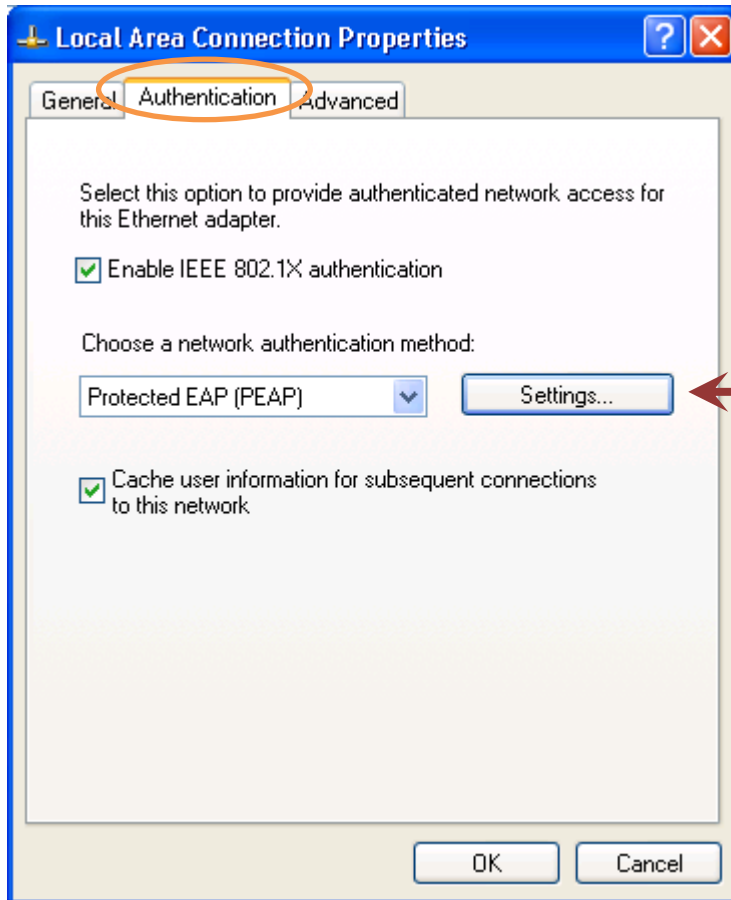 Local Area Connection Properties
General Authentication Advanced
Select this option to provide authenticated network access for
this Ethernet adapter.
Enable IEEE 802.1X authentication
Choose a network authentication method:
Protected EAP (PEAP) Settings...
Cache user information for subsequent connections
to this network
OK Cancel